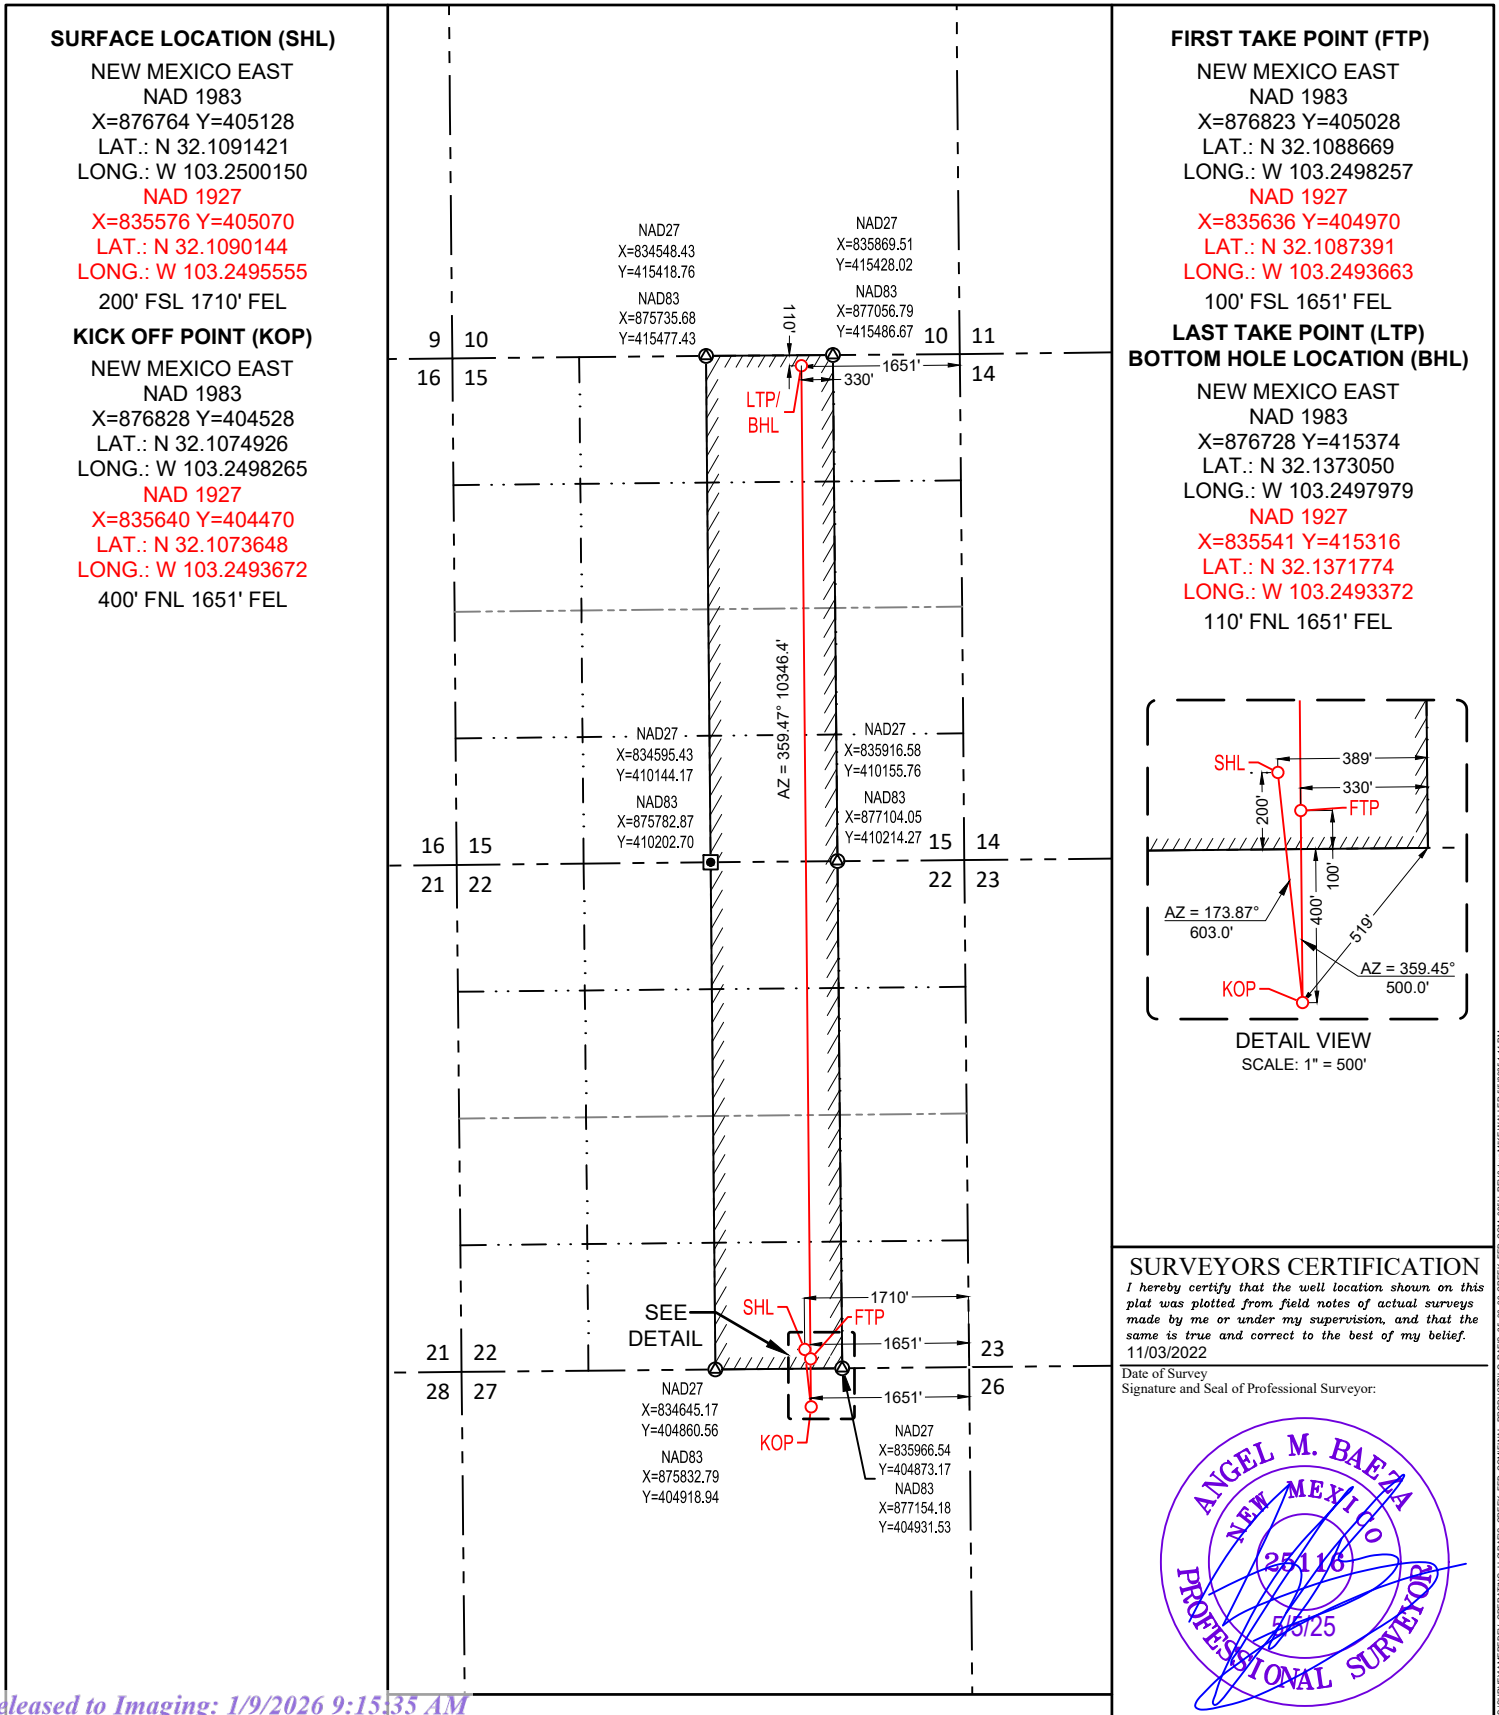 SURFACE LOCATION (SHL)
NEW MEXICO EAST
NAD 1983
X=876764 Y=405128
LAT.: N 32.1091421
LONG.: W 103.2500150
NAD 1927
X=835576 Y=405070
LAT.: N 32.1090144
LONG.: W 103.2495555
200' FSL 1710' FEL
KICK OFF POINT (KOP)
NEW MEXICO EAST
NAD 1983
X=876828 Y=404528
LAT.: N 32.1074926
LONG.: W 103.2498265
NAD 1927
X=835640 Y=404470
LAT.: N 32.1073648
LONG.: W 103.2493672
400' FNL 1651' FEL
NAD27
X=834548.43
Y=415418.76
NAD83
X=875735.68
Y=415477.43
NAD27
X=835869.51
Y=415428.02
NAD83
X=877056.79
Y=415486.67
110'
9 10
16 15
10 11
14
1651'
330'
LTP/
BHL
AZ = 359.47° 10346.4'
NAD27
X=834595.43
Y=410144.17
NAD83
X=875782.87
Y=410202.70
NAD27
X=835916.58
Y=410155.76
NAD83
X=877104.05
Y=410214.27
16 15
21 22
15 14
22 23
SEE
DETAIL
SHL
FTP
1710'
1651'
1651'
KOP
21 22
28 27
23
26
NAD27
X=834645.17
Y=404860.56
NAD83
X=875832.79
Y=404918.94
NAD27
X=835966.54
Y=404873.17
NAD83
X=877154.18
Y=404931.53
FIRST TAKE POINT (FTP)
NEW MEXICO EAST
NAD 1983
X=876823 Y=405028
LAT.: N 32.1088669
LONG.: W 103.2498257
NAD 1927
X=835636 Y=404970
LAT.: N 32.1087391
LONG.: W 103.2493663
100' FSL 1651' FEL
LAST TAKE POINT (LTP)
BOTTOM HOLE LOCATION (BHL)
NEW MEXICO EAST
NAD 1983
X=876728 Y=415374
LAT.: N 32.1373050
LONG.: W 103.2497979
NAD 1927
X=835541 Y=415316
LAT.: N 32.1371774
LONG.: W 103.2493372
110' FNL 1651' FEL
SHL
389'
330'
FTP
200'
100'
400'
519'
AZ = 173.87°
603.0'
AZ = 359.45°
500.0'
KOP
DETAIL VIEW
SCALE: 1" = 500'
SURVEYORS CERTIFICATION
I hereby certify that the well location shown on this
plat was plotted from field notes of actual surveys
made by me or under my supervision, and that the
same is true and correct to the best of my belief.
11/03/2022
Date of Survey
Signature and Seal of Professional Surveyor:
ANGEL M. BAEZA
NEW MEXICO
25116
5/5/25
PROFESSIONAL SURVEYOR
eleased to Imaging: 1/9/2026 9:15:35 AM